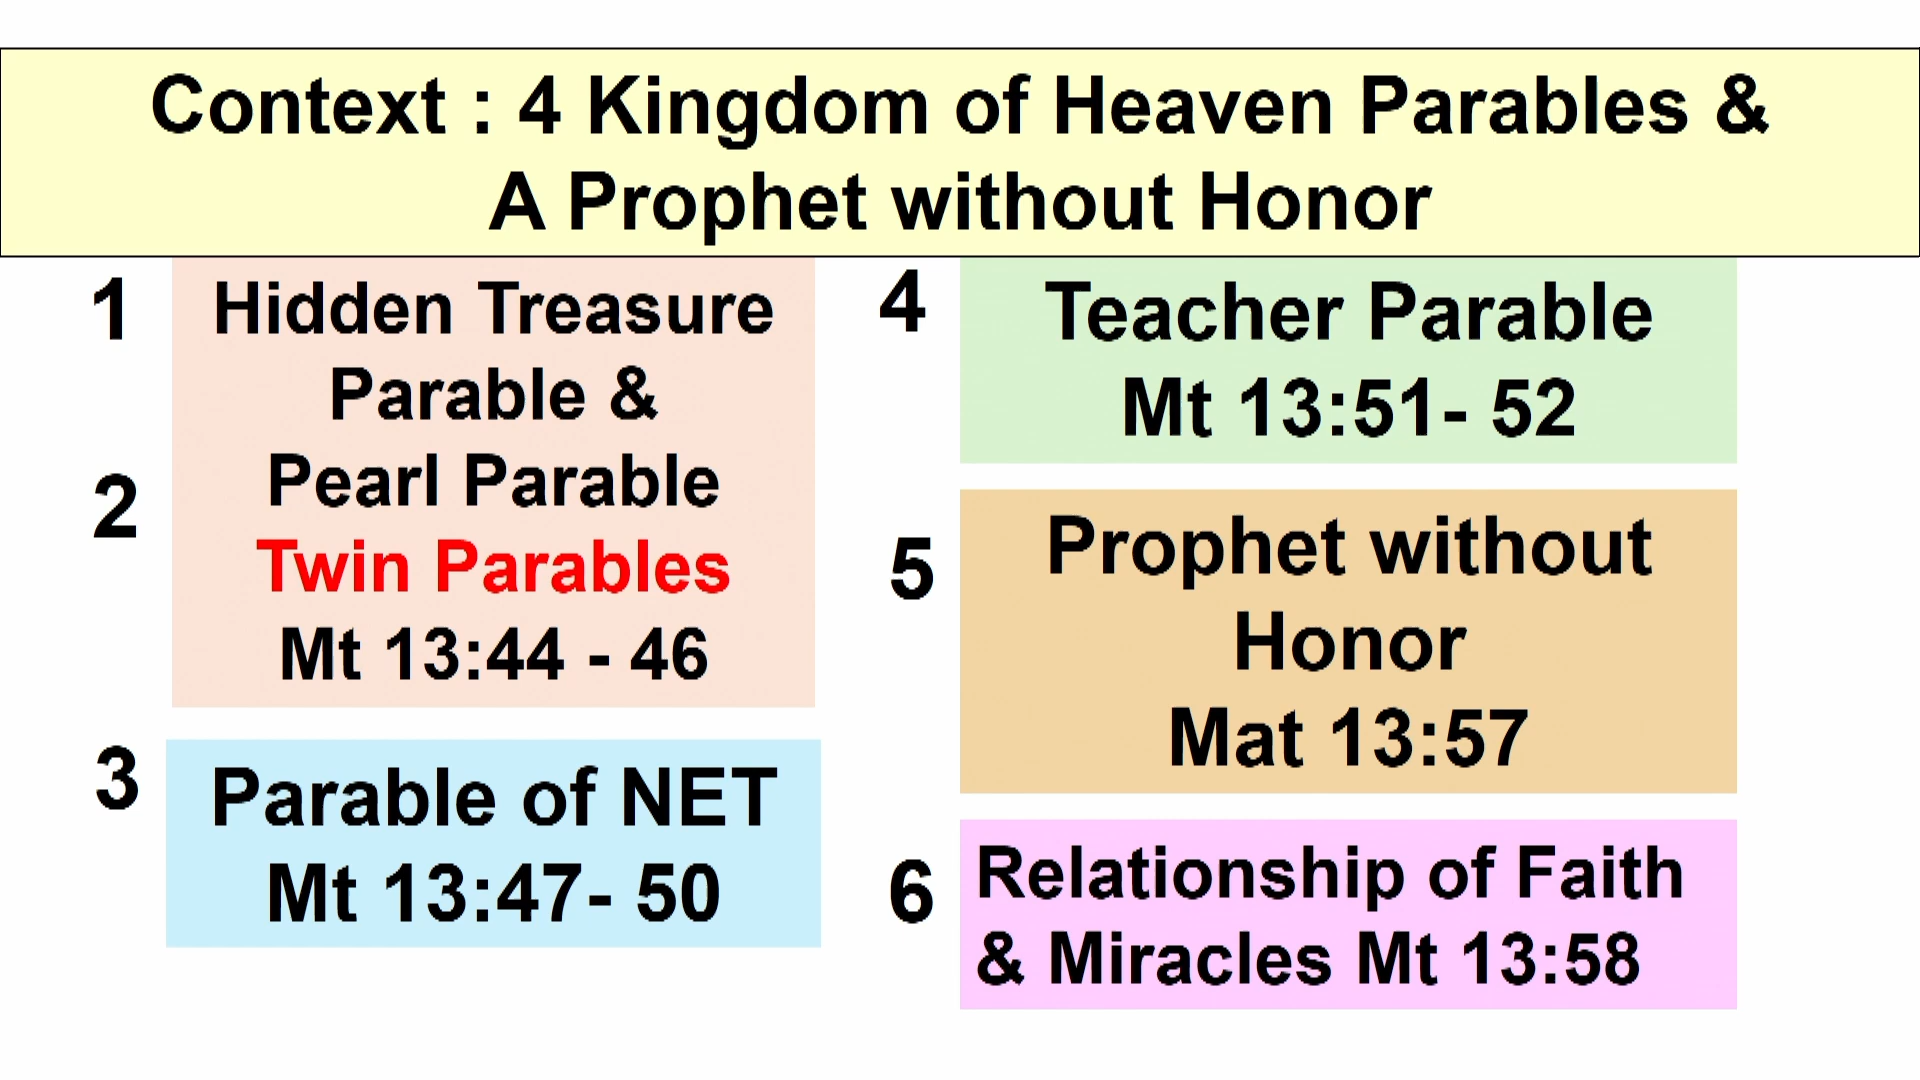 Context : 4 Kingdom of Heaven Parables &
A Prophet without Honor
1
Hidden Treasure
Parable &
2
Pearl Parable
Twin Parables
Mt 13:44 - 46
3
Parable of NET
Mt 13:47- 50
4
Teacher Parable
Mt 13:51- 52
5
Prophet without
Honor
Mat 13:57
6
Relationship of Faith
& Miracles Mt 13:58